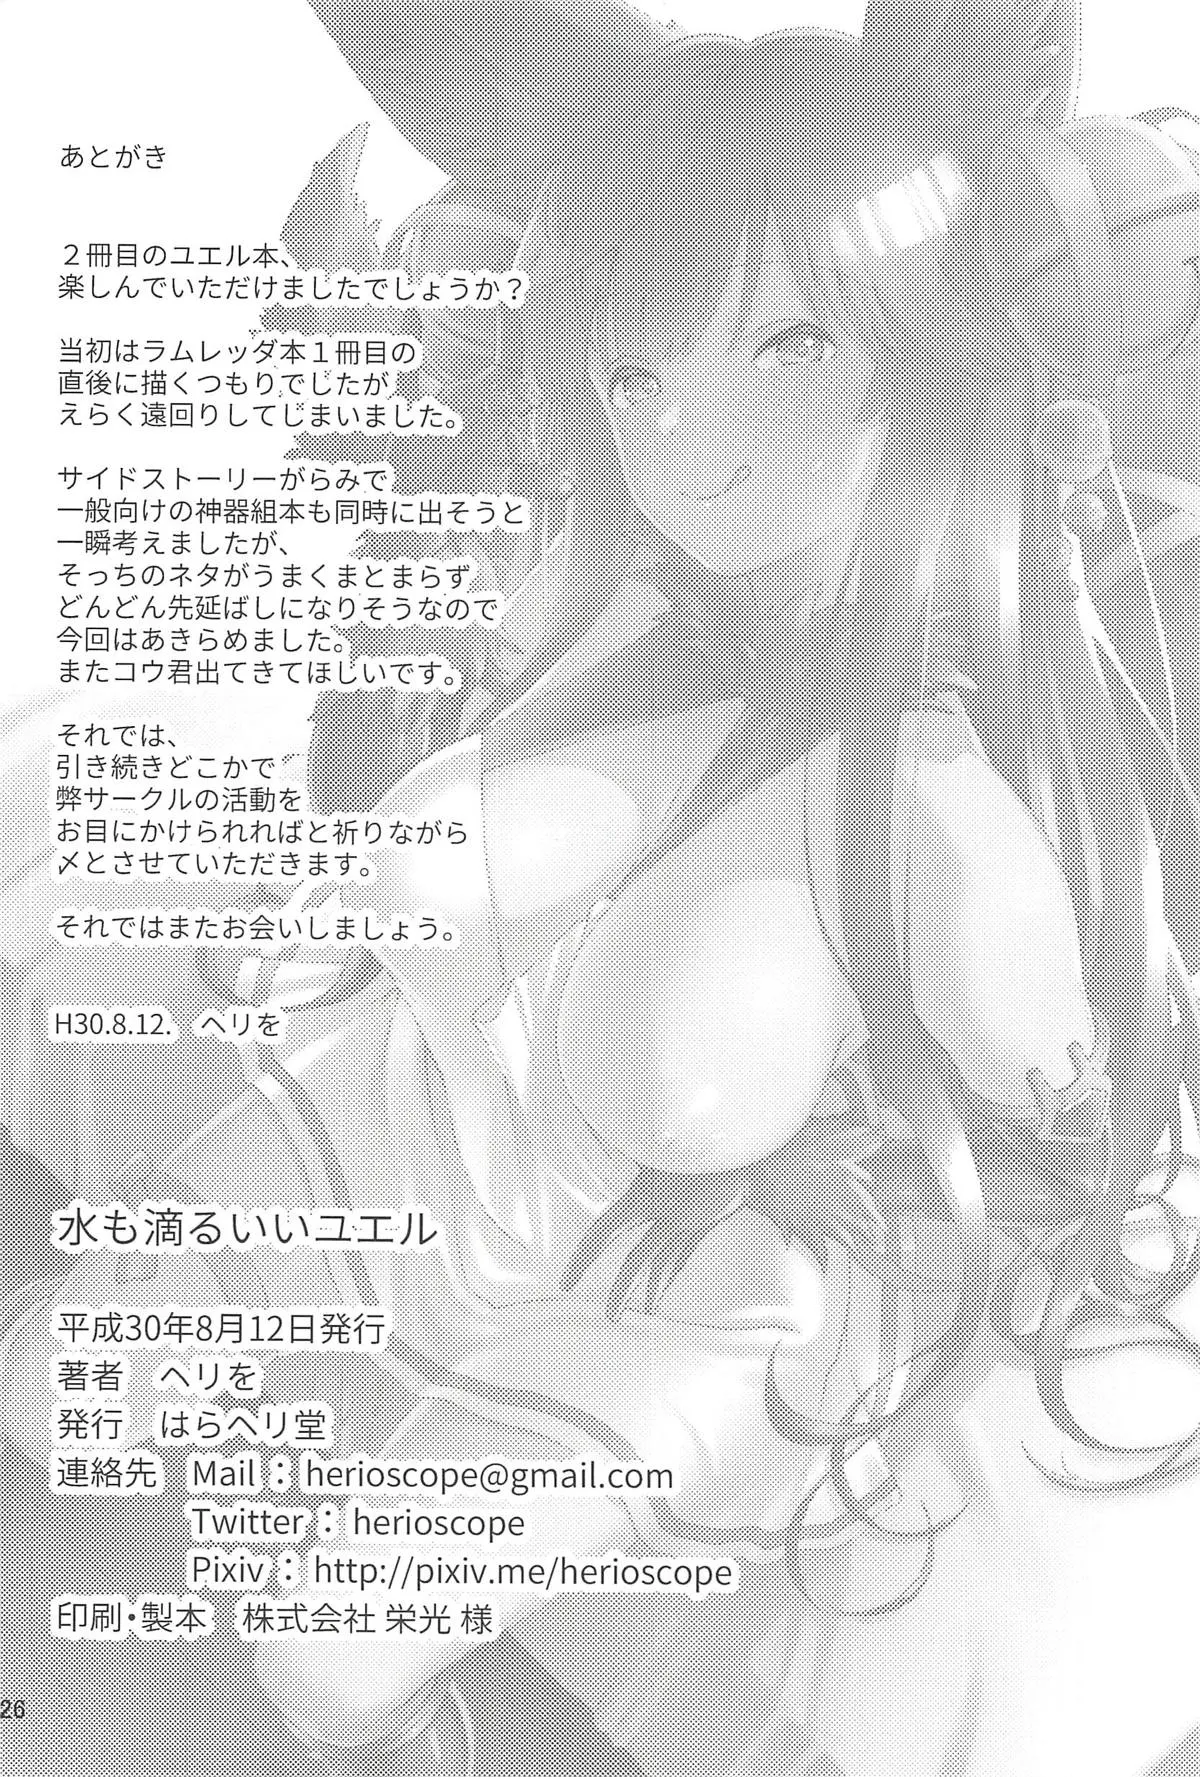 あとがき
２冊目のユエル本、
楽しんでいただけましたでしょうか？
当初はラムレッダ本１冊目の
直後に描くつもりでしたが
えらく遠回りしてしまいました。
サイドストーリーがらみで
一般向けの神器組本も同時に出そうと
一瞬考えましたが、
そっちのネタがうまくまとまらず
どんどん先延ばしになりそうなので
今回はあきらめました。
またコウ君出てきてほしいです。
それでは、
引き続きどこかで
弊サークルの活動を
お目にかけられればと祈りながら
〆とさせていただきます。
それではまたお会いしましょう。
H30.8.12.　ヘリを
水も滴るいいユエル
平成30年8月12日発行
著者　ヘリを
発行　はらヘリ堂
連絡先　Mail： herioscope@gmail.com
Twitter： herioscope
Pixiv： http://pixiv.me/herioscope
印刷・製本　株式会社 栄光 様
26